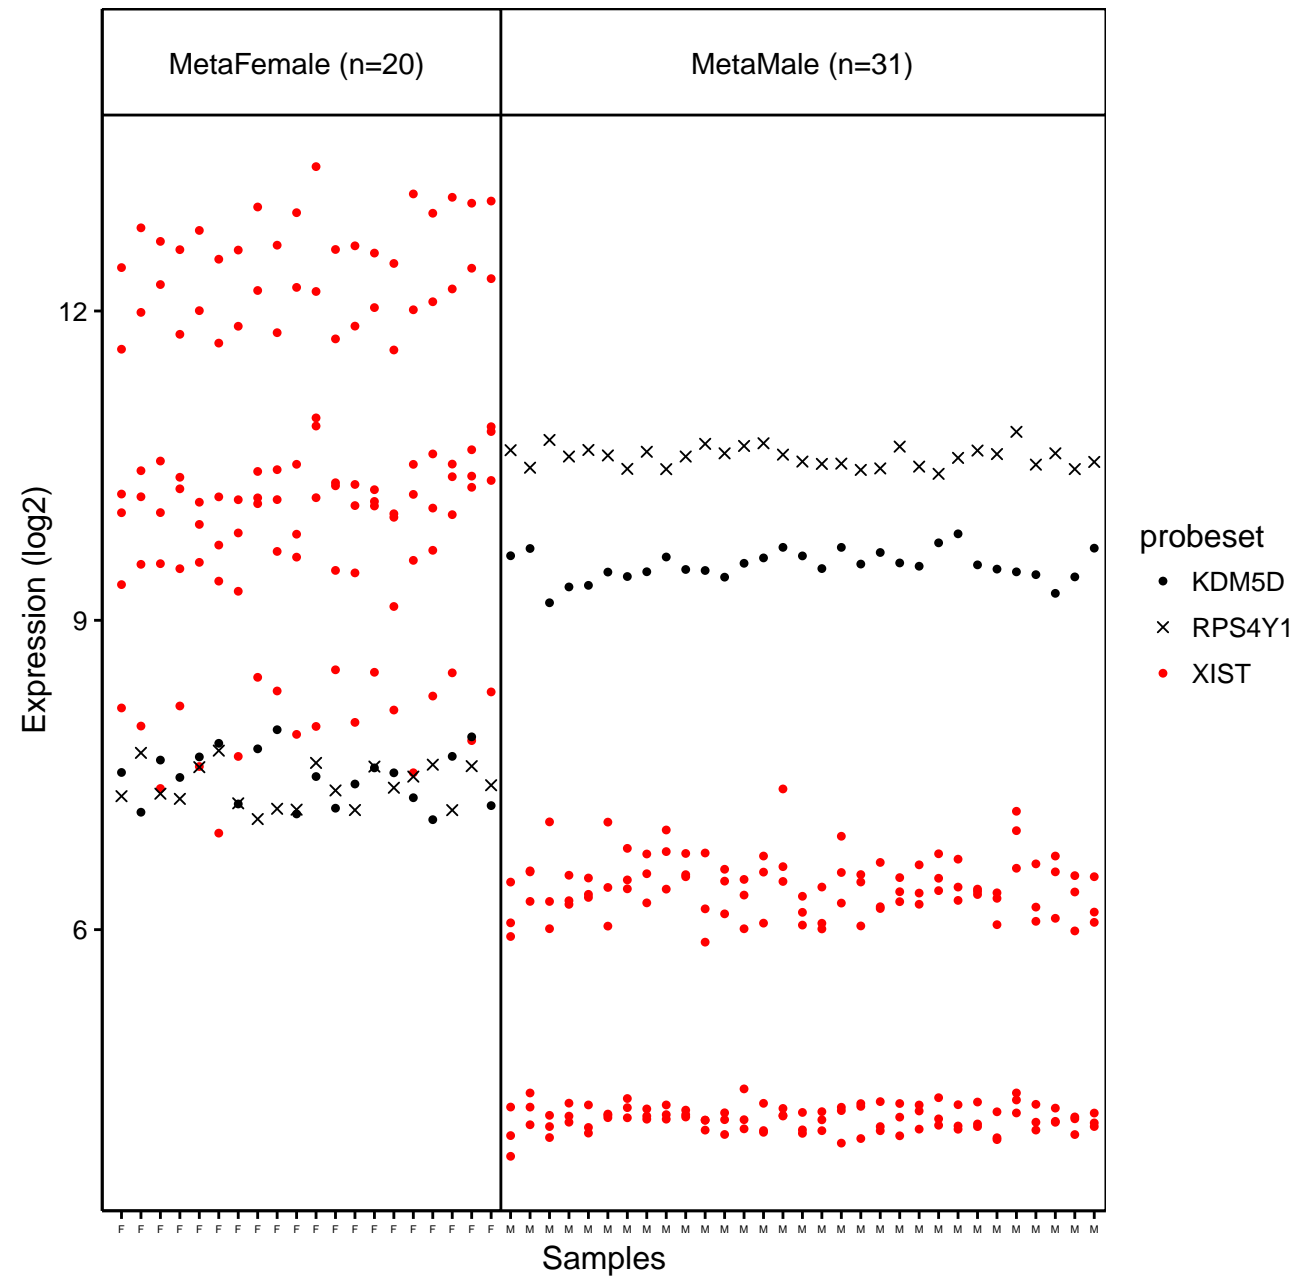 MetaFemale (n=20) MetaMale (n=31)
12
9
6
Expression (log2)
F F F F F F F F F F F F F F F F F F F F M M M M M M M M M M M M M M M M M M M M M M M M M M M M M M M
Samples
probeset
KDM5D
RPS4Y1
XIST